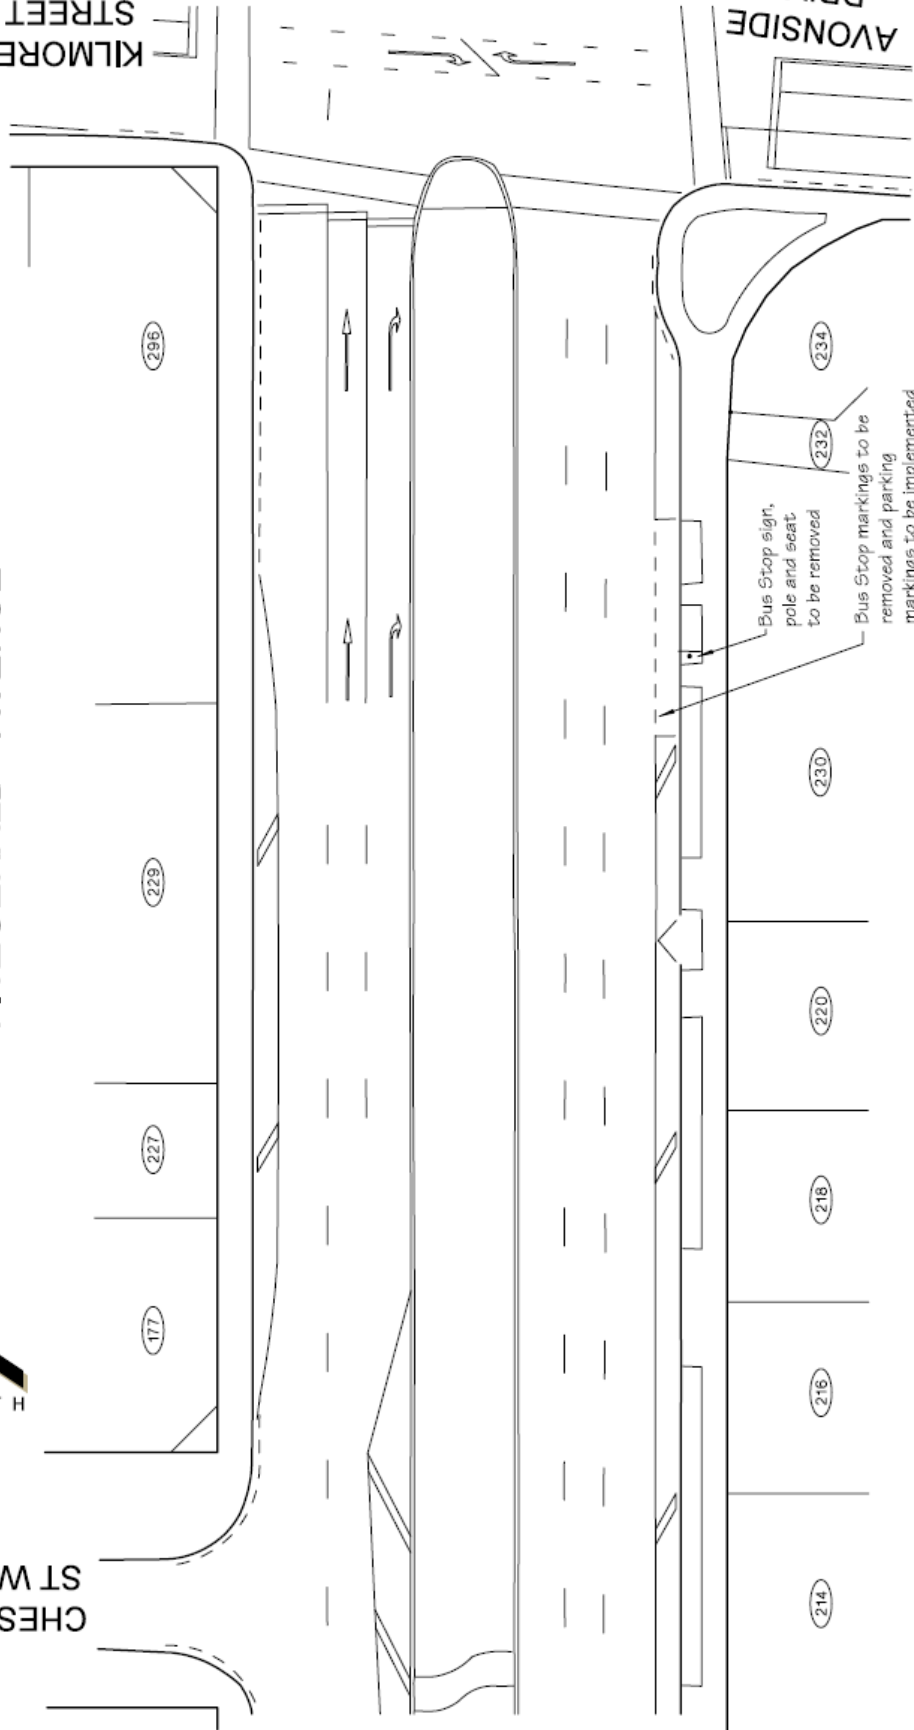 KILMORE
STREET
AVONSIDE
296
229
227
177
234
232
230
220
218
216
214
Bus Stop sign,
pole and seat
to be removed
Bus Stop markings to be
removed and parking
markings to be implemented
CHES
ST W
H